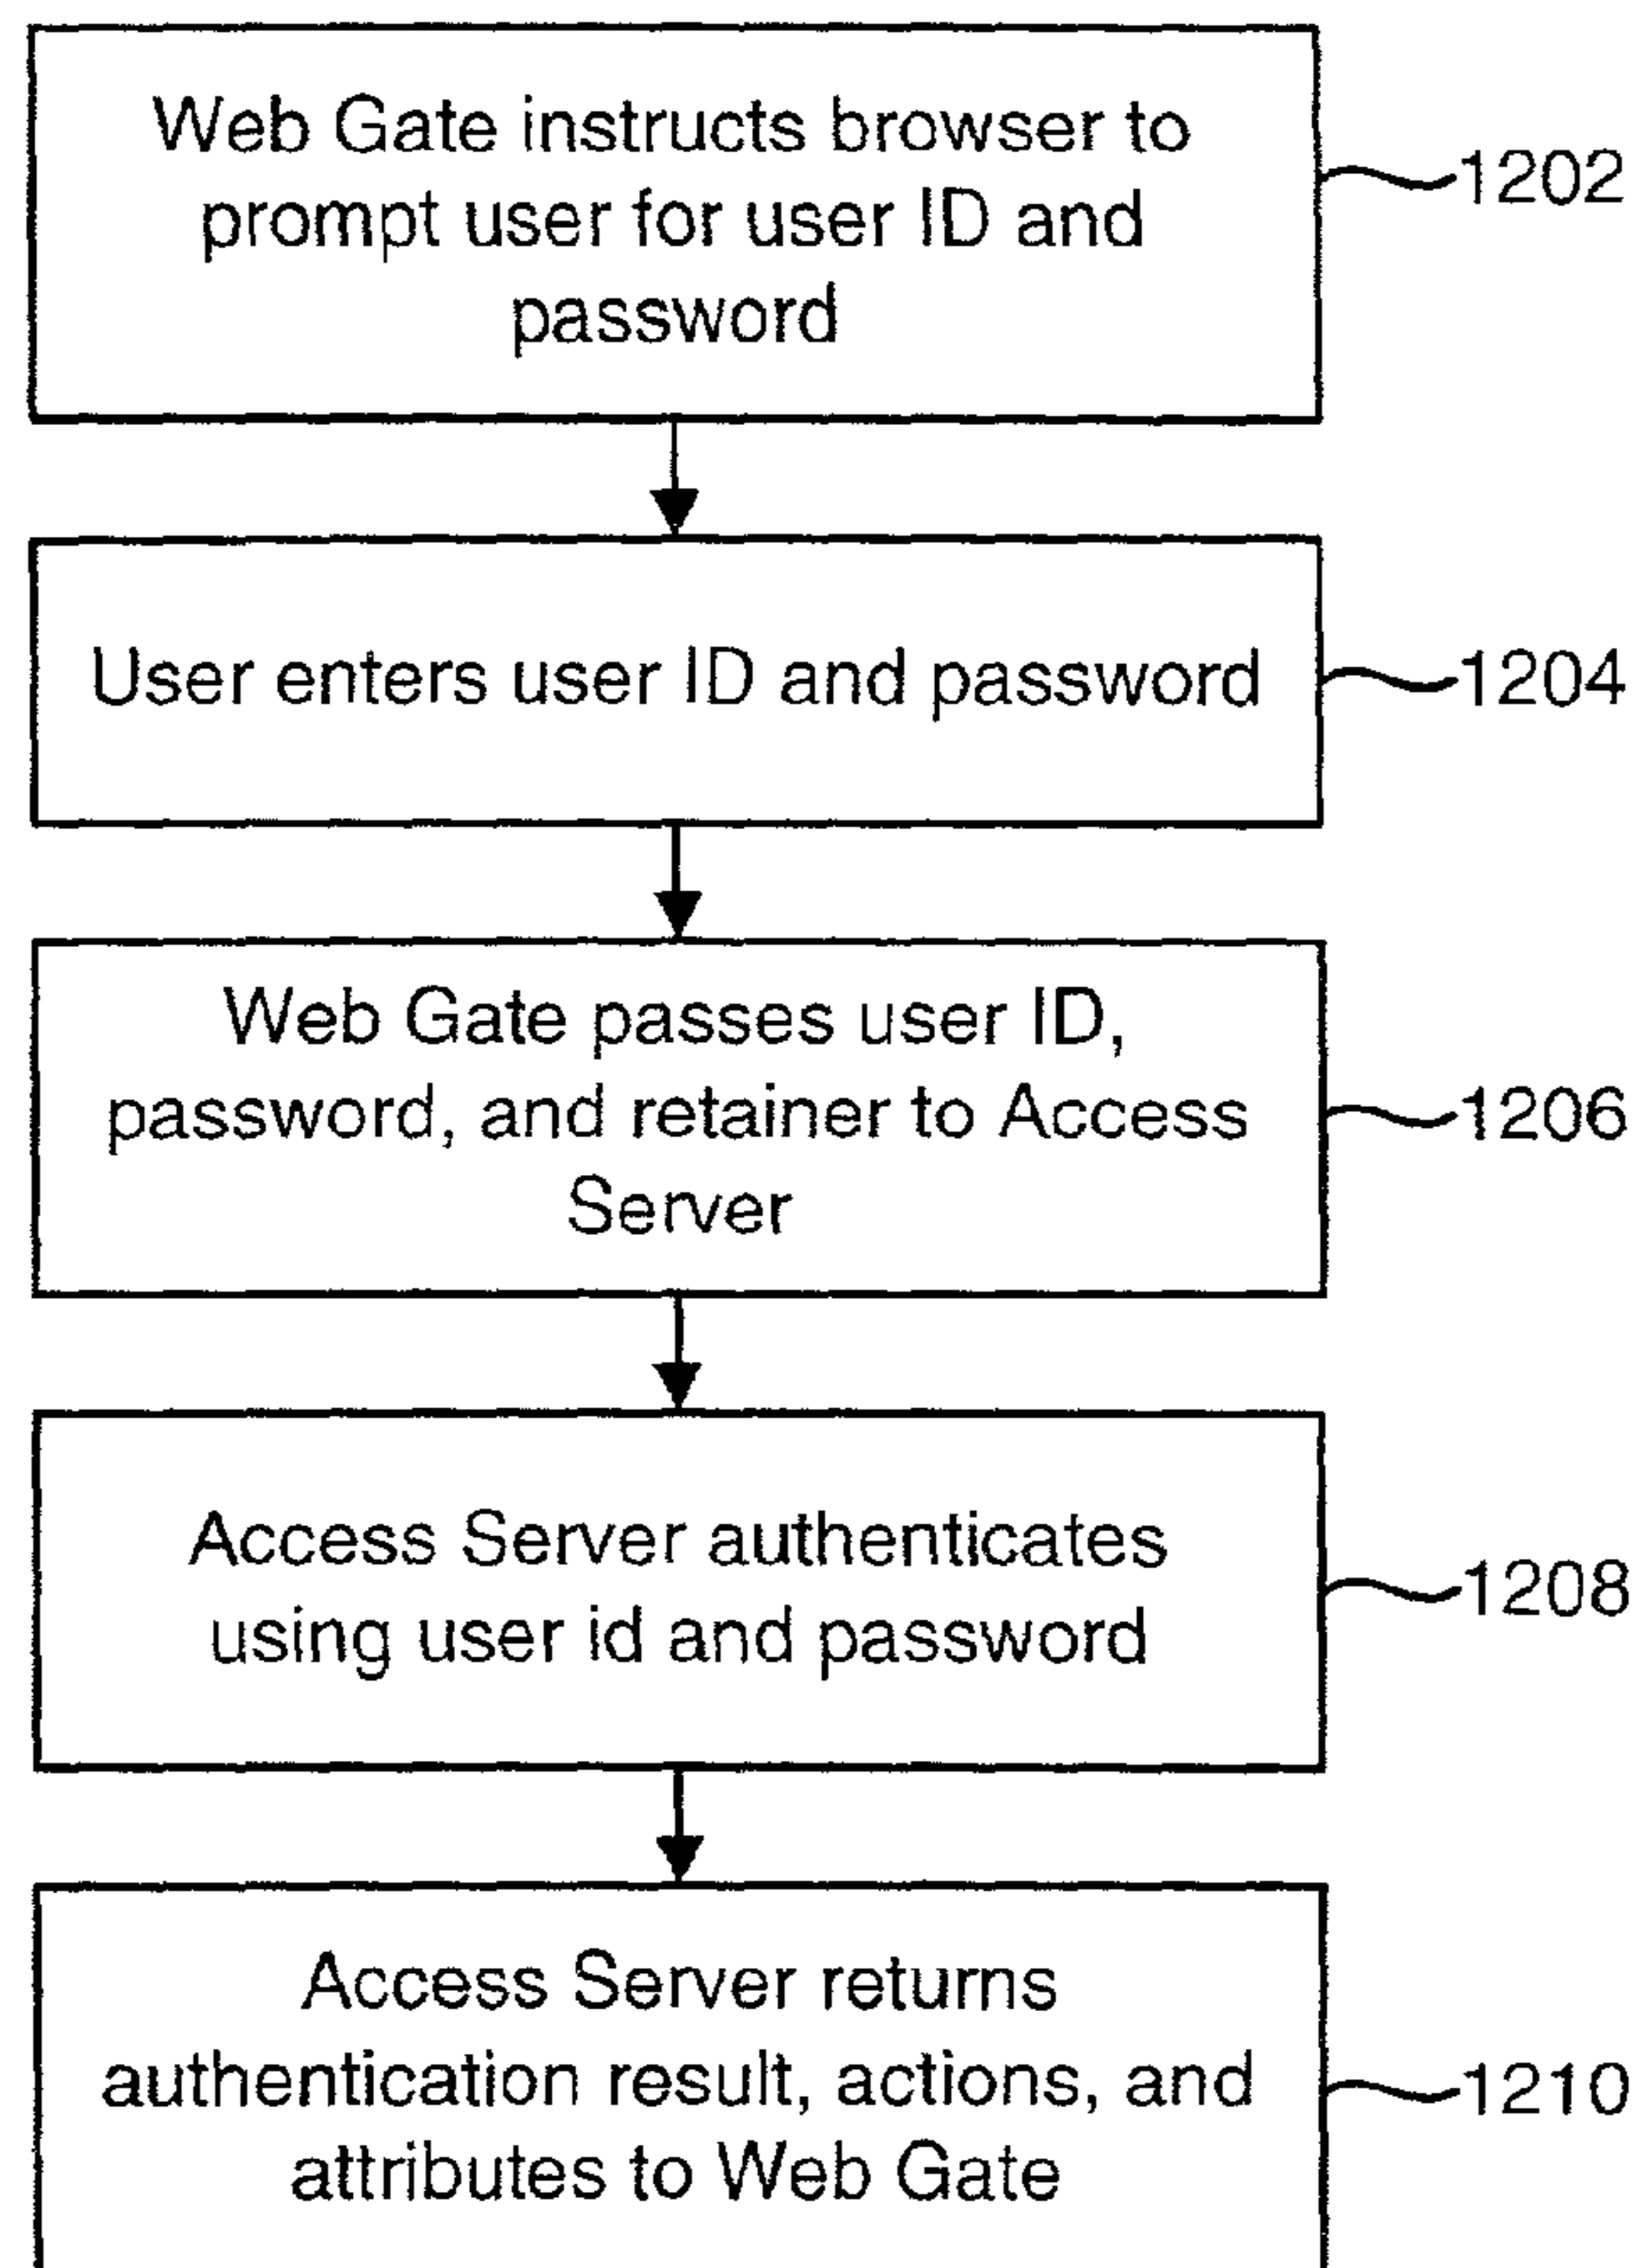 Web Gate instructs browser to
prompt user for user ID and
password
1202
User enters user ID and password
1204
Web Gate passes user ID,
password, and retainer to Access
Server
1206
Access Server authenticates
using user id and password
1208
Access Server returns
authentication result, actions, and
attributes to Web Gate
1210